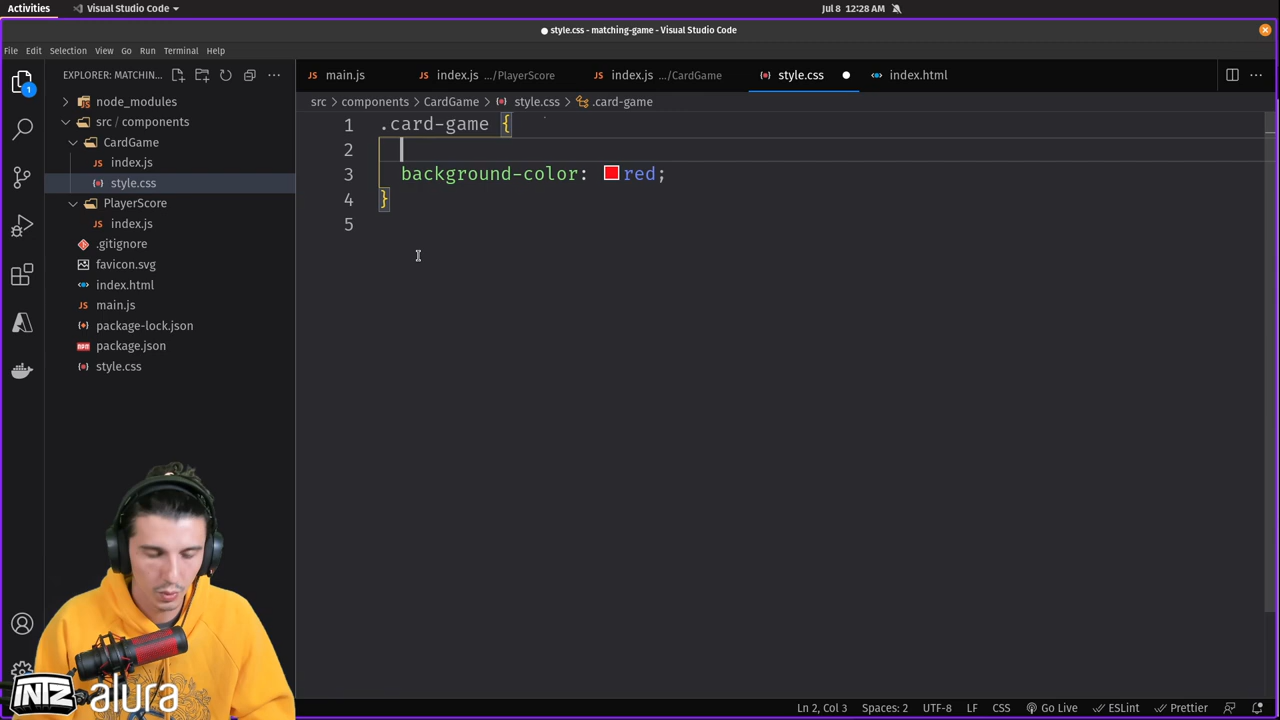 Activities
Visual Studio Code
Jul 8 12:28 AM
● style.css - matching-game - Visual Studio Code
File Edit Selection View Go Run Terminal Help
EXPLORER: MATCHIN...
main.js
index.js .../PlayerScore
index.js .../CardGame
style.css
index.html
src > components > CardGame > style.css > .card-game
1
node_modules
src / components
CardGame
index.js
style.css
PlayerScore
index.js
.gitignore
favicon.svg
index.html
main.js
package-lock.json
package.json
style.css
1 .card-game {
2
3 background-color: red;
4 }
5
INTZ alura
Ln 2, Col 3 Spaces: 2 UTF-8 LF CSS Go Live ESLint Prettier